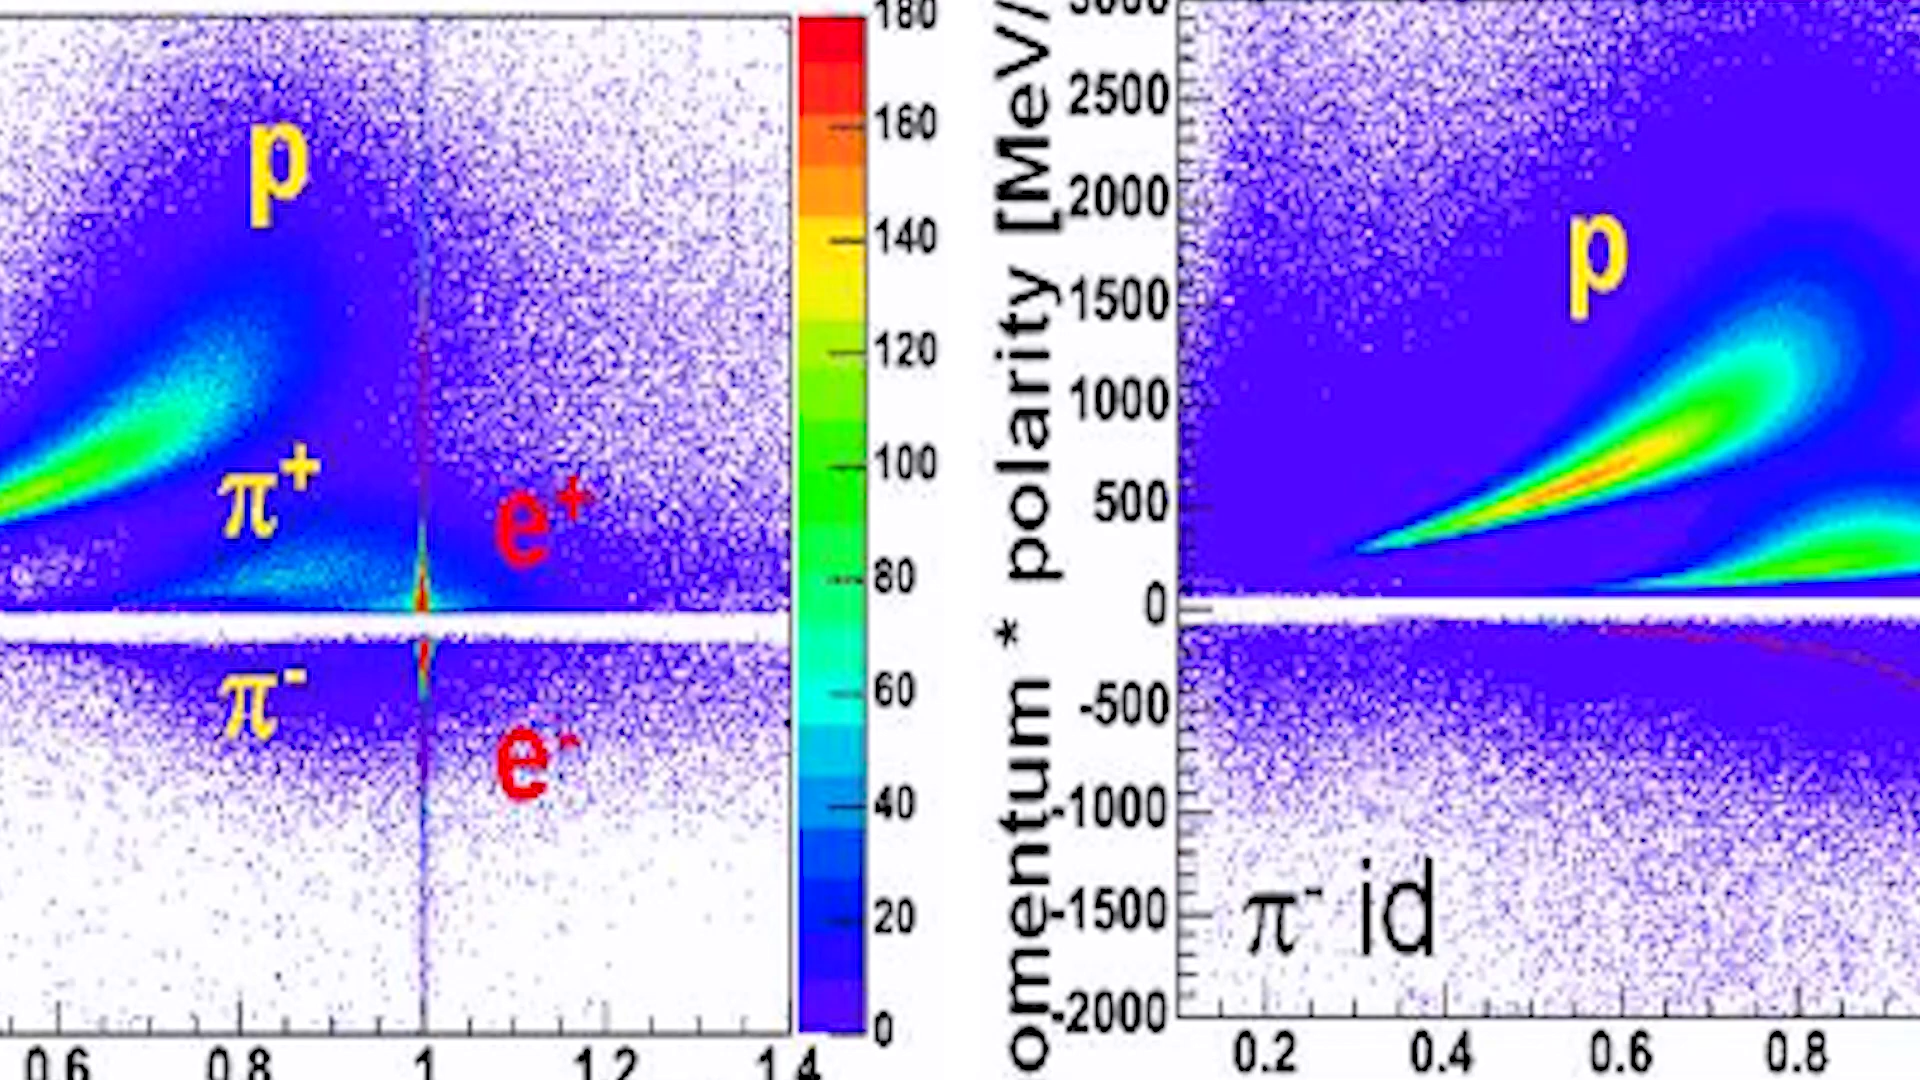 p
π+
e+
π-
e-
0.6 0.8 1 1.2 1.4
180
160
140
120
100
80
60
40
20
0
polarity [MeV/
*
2500
2000
1500
1000
500
0
-500
-1000
-1500
-2000
p
π- id
0.2 0.4 0.6 0.8